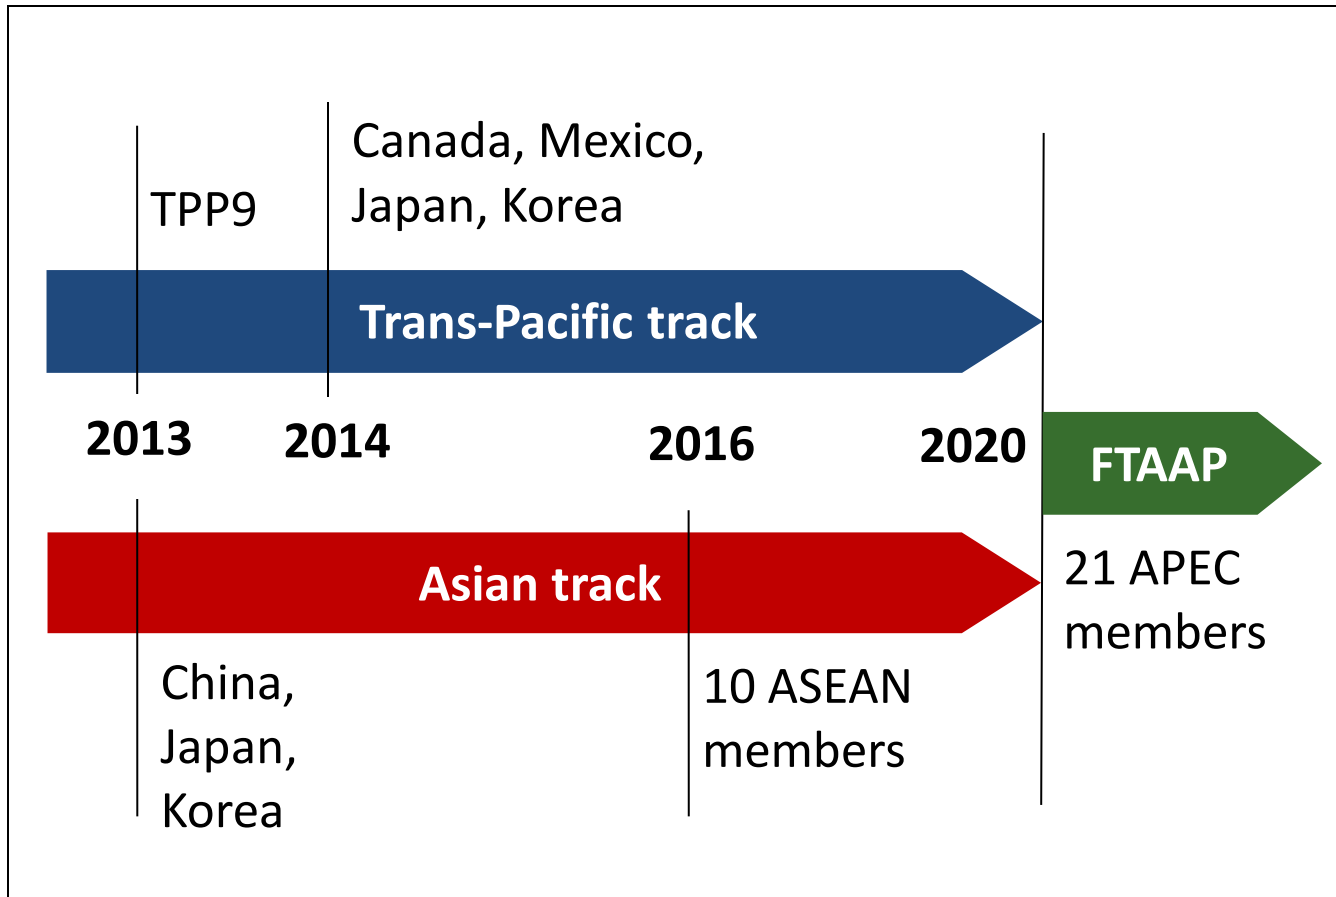 TPP9
Canada, Mexico,
Japan, Korea
Trans-Pacific track
2013
2014
2016
2020
FTAAP
Asian track
21 APEC
members
China,
Japan,
Korea
10 ASEAN
members